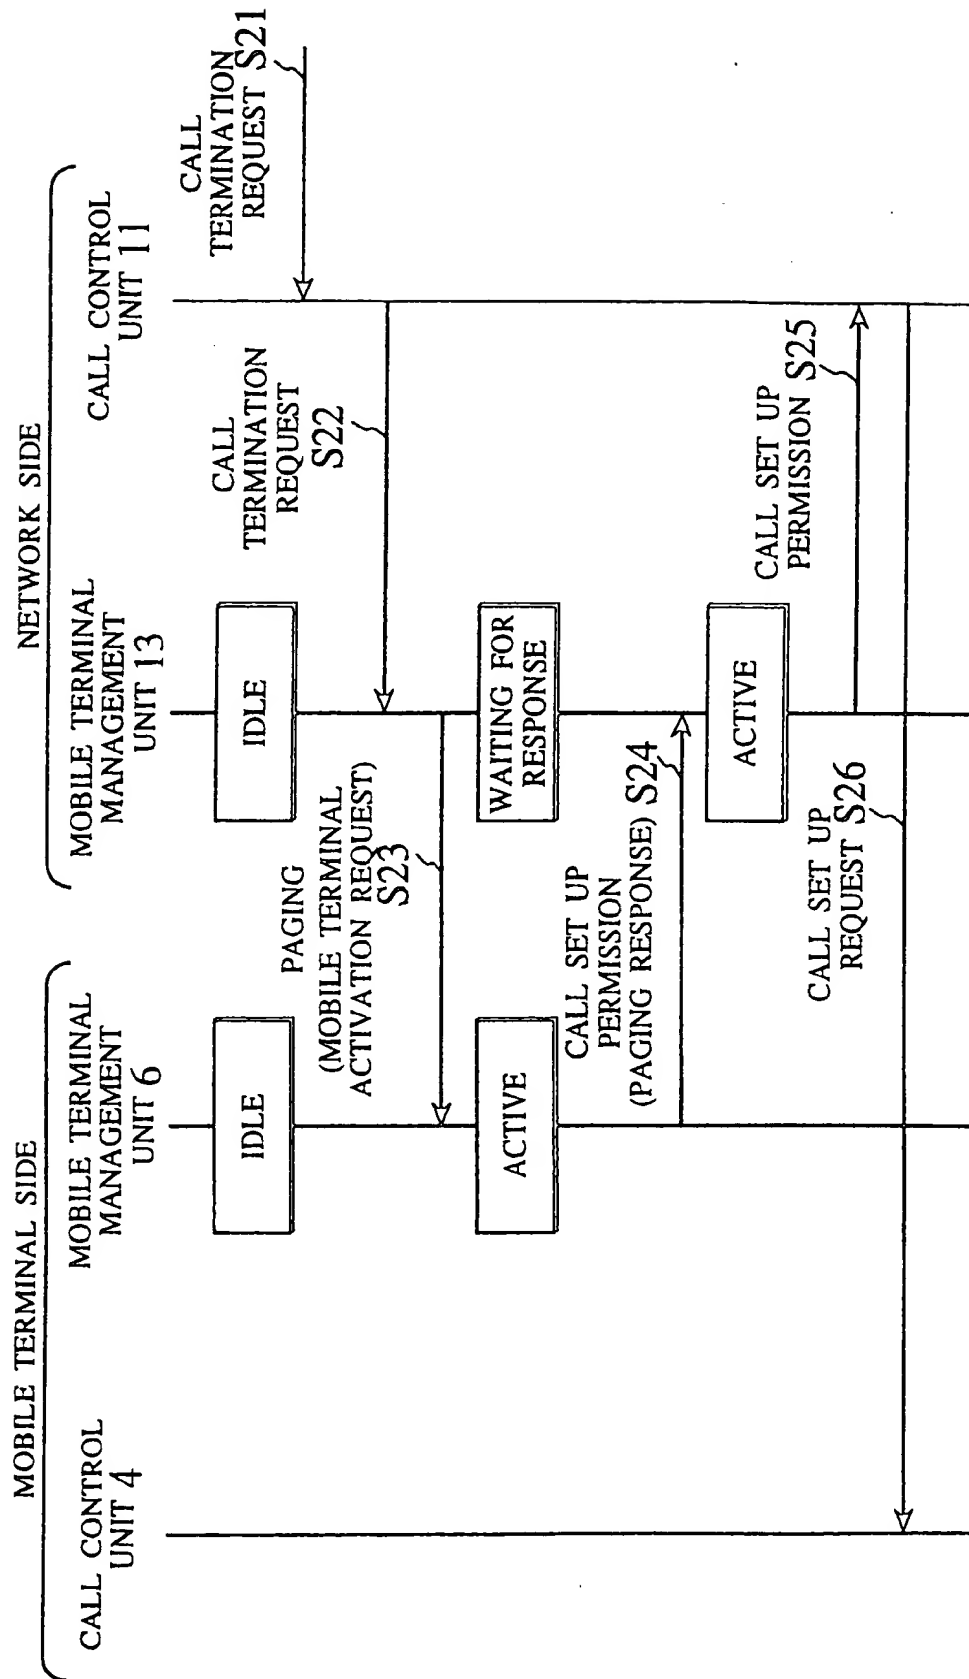 MOBILE TERMINAL SIDE
NETWORK SIDE
CALL CONTROL
UNIT 4
MOBILE TERMINAL
MANAGEMENT
UNIT 6
MOBILE TERMINAL
MANAGEMENT
UNIT 13
CALL CONTROL
UNIT 11
CALL
TERMINATION
REQUEST S21
IDLE
IDLE
CALL
TERMINATION
REQUEST
S22
PAGING
(MOBILE TERMINAL
ACTIVATION REQUEST)
S23
ACTIVE
WAITING FOR
RESPONSE
CALL SET UP
PERMISSION
(PAGING RESPONSE) S24
ACTIVE
CALL SET UP
PERMISSION S25
CALL SET UP
REQUEST S26